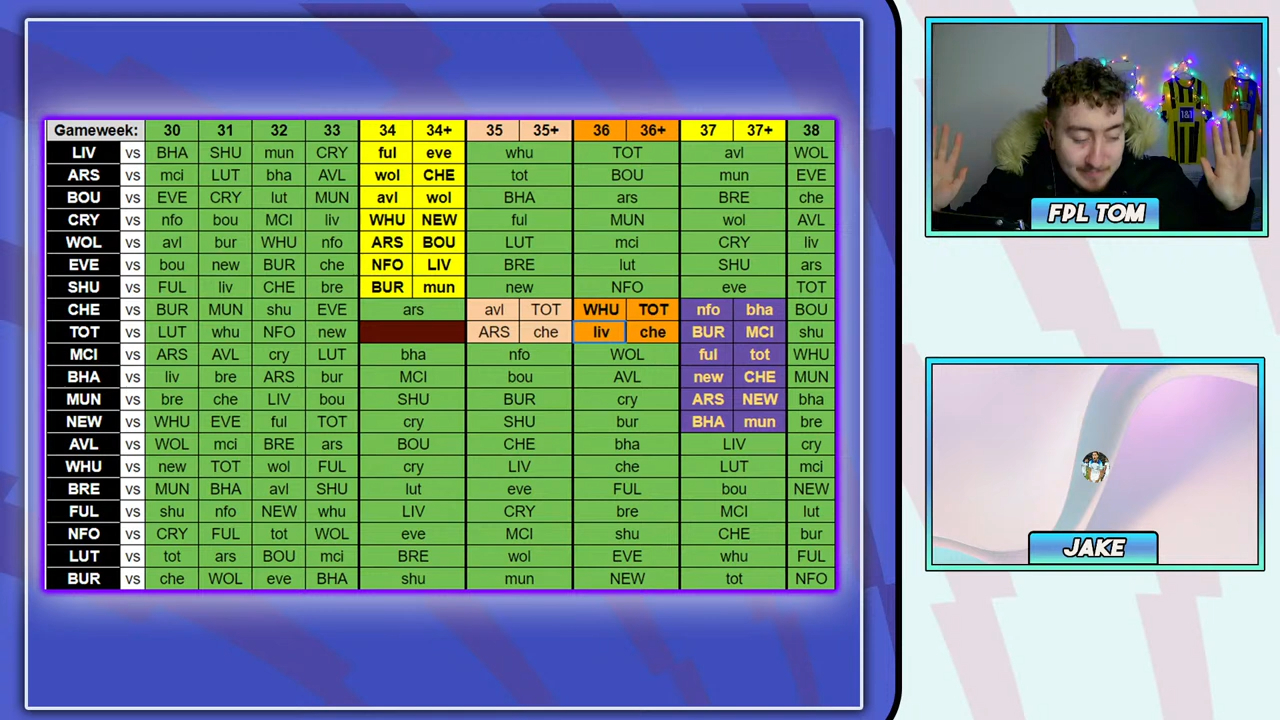 Gameweek: 30 31 32 33 34 34+ 35 35+ 36 36+ 37 37+ 38
LIV vs BHA SHU mun CRY ful eve whu TOT avl WOL
ARS vs mci LUT bha AVL wol CHE tot BOU mun EVE
BOU vs EVE CRY lut MUN avl wol BHA ars BRE che
CRY vs nfo bou MCI liv WHU NEW ful MUN wol AVL
WOL vs avl bur WHU nfo ARS BOU LUT mci CRY liv
EVE vs bou new BUR che NFO LIV BRE lut SHU ars
SHU vs FUL liv CHE bre BUR mun new NFO eve TOT
CHE vs BUR MUN shu EVE ars avl TOT WHU TOT nfo bha BOU
TOT vs LUT whu NFO new ARS che liv che BUR MCI shu
MCI vs ARS AVL cry LUT bha nfo WOL ful tot WHU
BHA vs liv bre ARS bur MCI bou AVL new CHE MUN
MUN vs bre che LIV bou SHU BUR cry ARS NEW bha
NEW vs WHU EVE ful TOT cry SHU bur BHA mun bre
AVL vs WOL mci BRE ars BOU CHE bha LIV cry
WHU vs new TOT wol FUL cry LIV che LUT mci
BRE vs MUN BHA avl SHU lut eve FUL bou NEW
FUL vs shu nfo NEW whu LIV CRY bre MCI lut
NFO vs CRY FUL tot WOL eve MCI shu CHE bur
LUT vs tot ars BOU mci BRE wol EVE whu FUL
BUR vs che WOL eve BHA shu mun NEW tot NFO
FPL TOM
JAKE